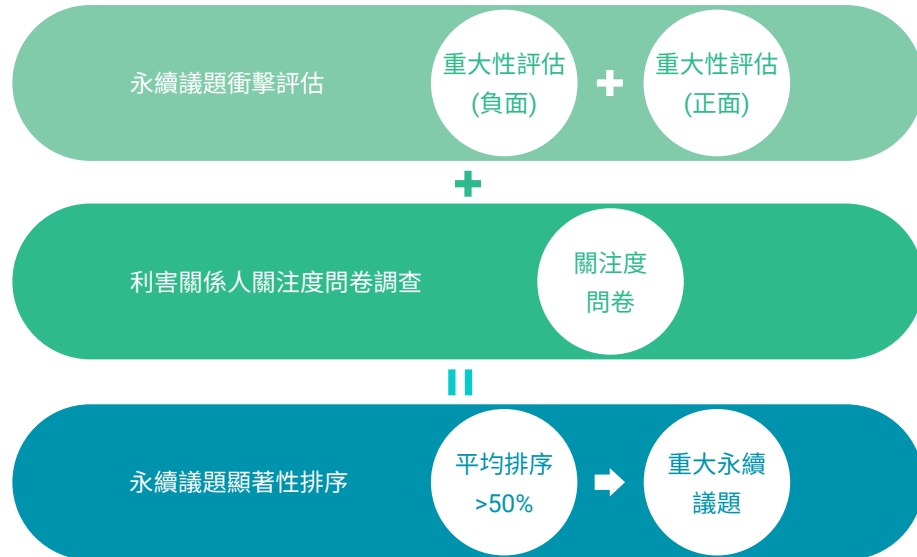 永續議題衝擊評估
重大性評估
(負面)
重大性評估
(正面)
利害關係人關注度問卷調查
關注度
問卷
永續議題顯著性排序
平均排序
>50%
重大永續
議題